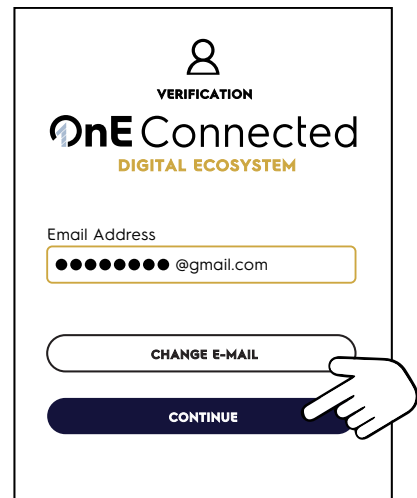 VERIFICATION
OnE Connected
DIGITAL ECOSYSTEM
Email Address
●●●●●●●● @gmail.com
CHANGE E-MAIL
CONTINUE